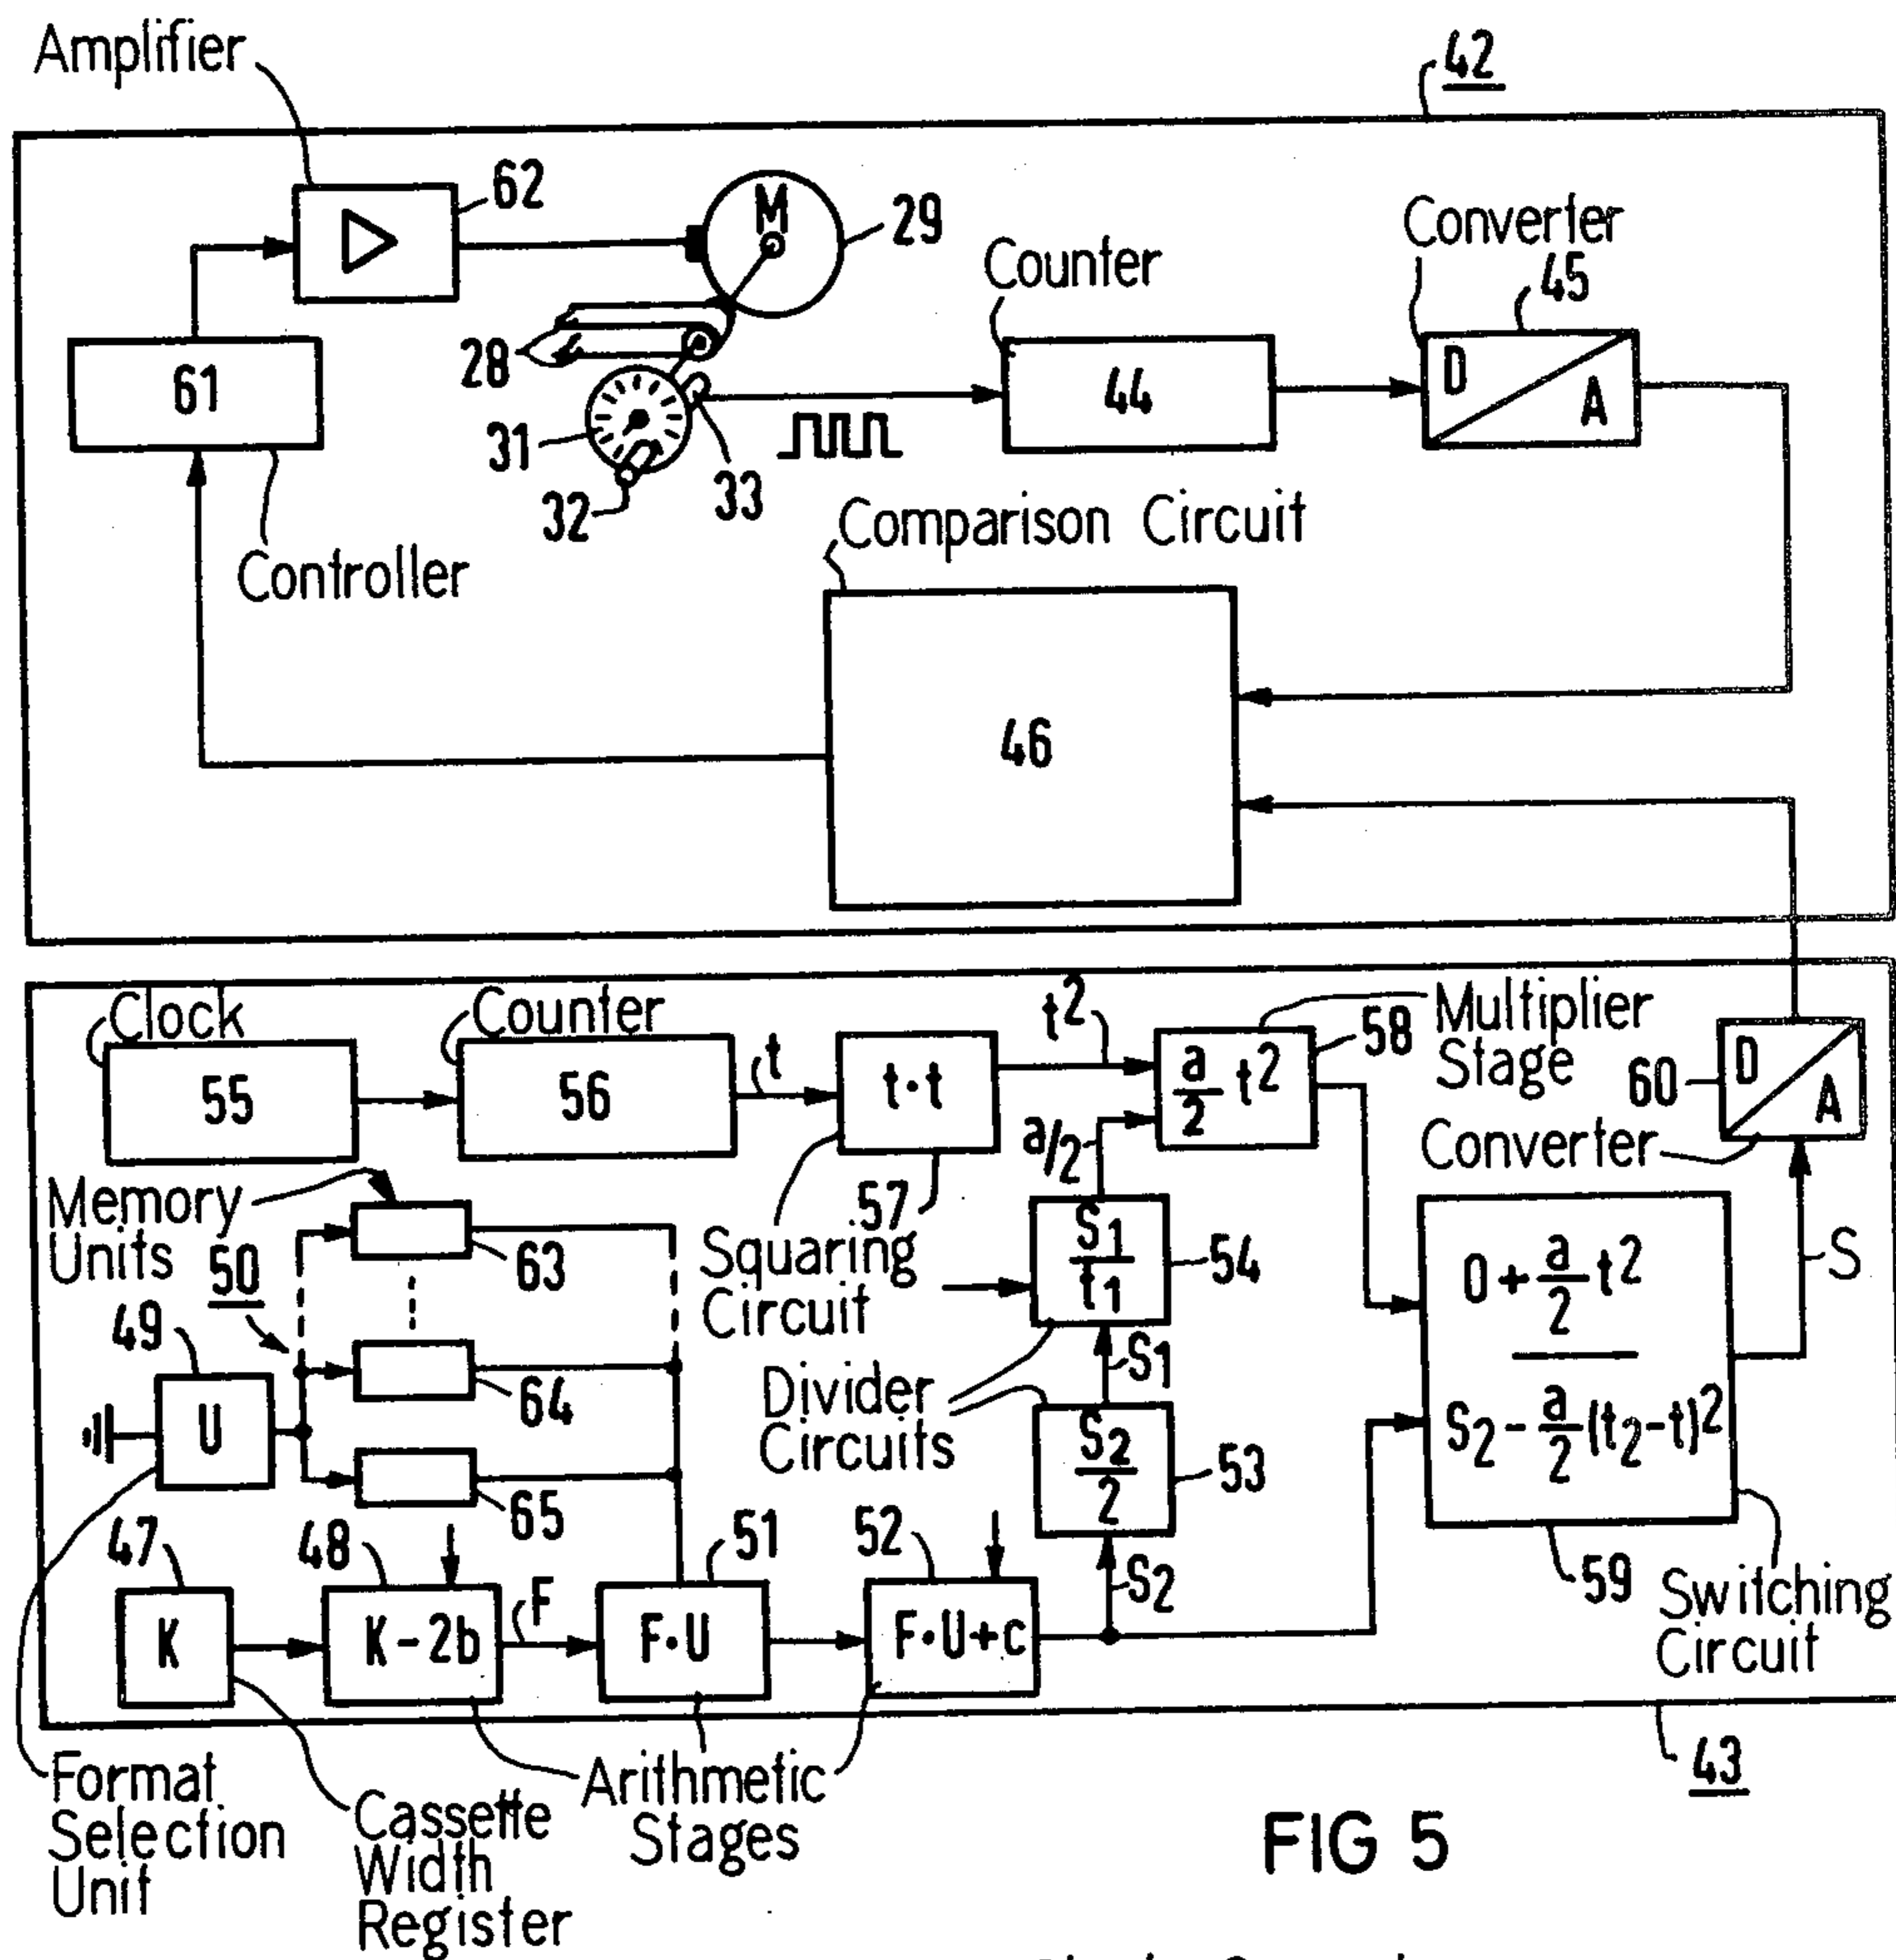 Amplifier
42
62
M
29
Converter
45
Counter
28
D
A
61
44
31
33
32
Comparison Circuit
Controller
46
Clock
Counter
t
t²
Multiplier
Stage
58
55
56
t·t
a/2 t²
60
D
A
a/2
Converter
Memory
Units
57
63
Squaring
Circuit
S1/t1
54
50
0 + a/2 t²
S
49
S1
64
Divider
Circuits
U
S2/2
53
S2 - a/2 (t2-t)²
65
47
48
51
52
S2
59
F
Switching
Circuit
K
K-2b
F·U
F·U+c
43
Format
Selection
Unit
Cassette
Width
Register
Arithmetic
Stages
FIG 5